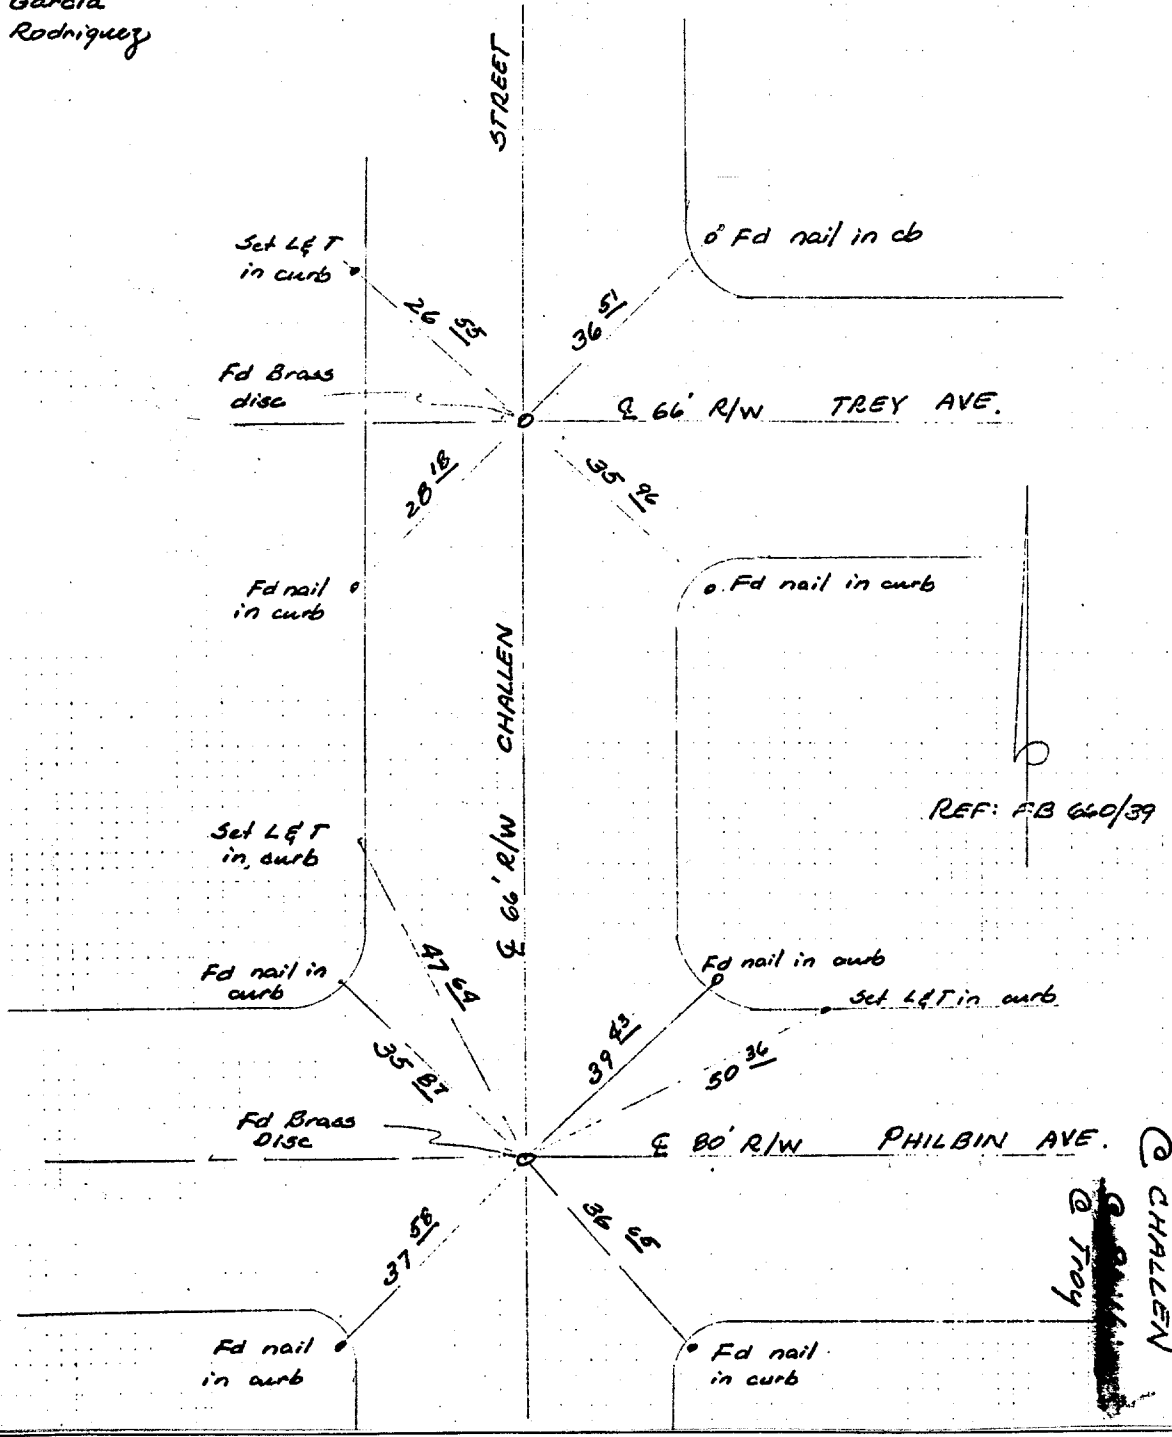 Garcia
Rodriquez
STREET
Set L&T
in curb
Fd nail in cb
26 55
36 51
Fd Brass
disc
℄ 66' R/W TREY AVE.
28 18
35 96
Fd nail
in curb
Fd nail in curb
℄ 66' R/W CHALLEN
REF: FB 660/39
Set L&T
in curb
47 64
Fd nail in
curb
Fd nail in curb
Set L&T in curb
35 87
39 43
50 36
Fd Brass
Disc
℄ 80' R/W PHILBIN AVE.
@ CHALLEN
@ Troy
37 58
36
Fd nail
in curb
Fd nail
in curb